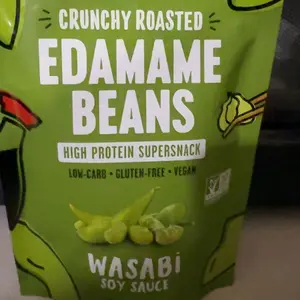 CRUNCHY ROASTED
EDAMAME
BEANS
HIGH PROTEIN SUPERSNACK
LOW-CARB • GLUTEN-FREE • VEGAN
WASABi
SOY SAUCE